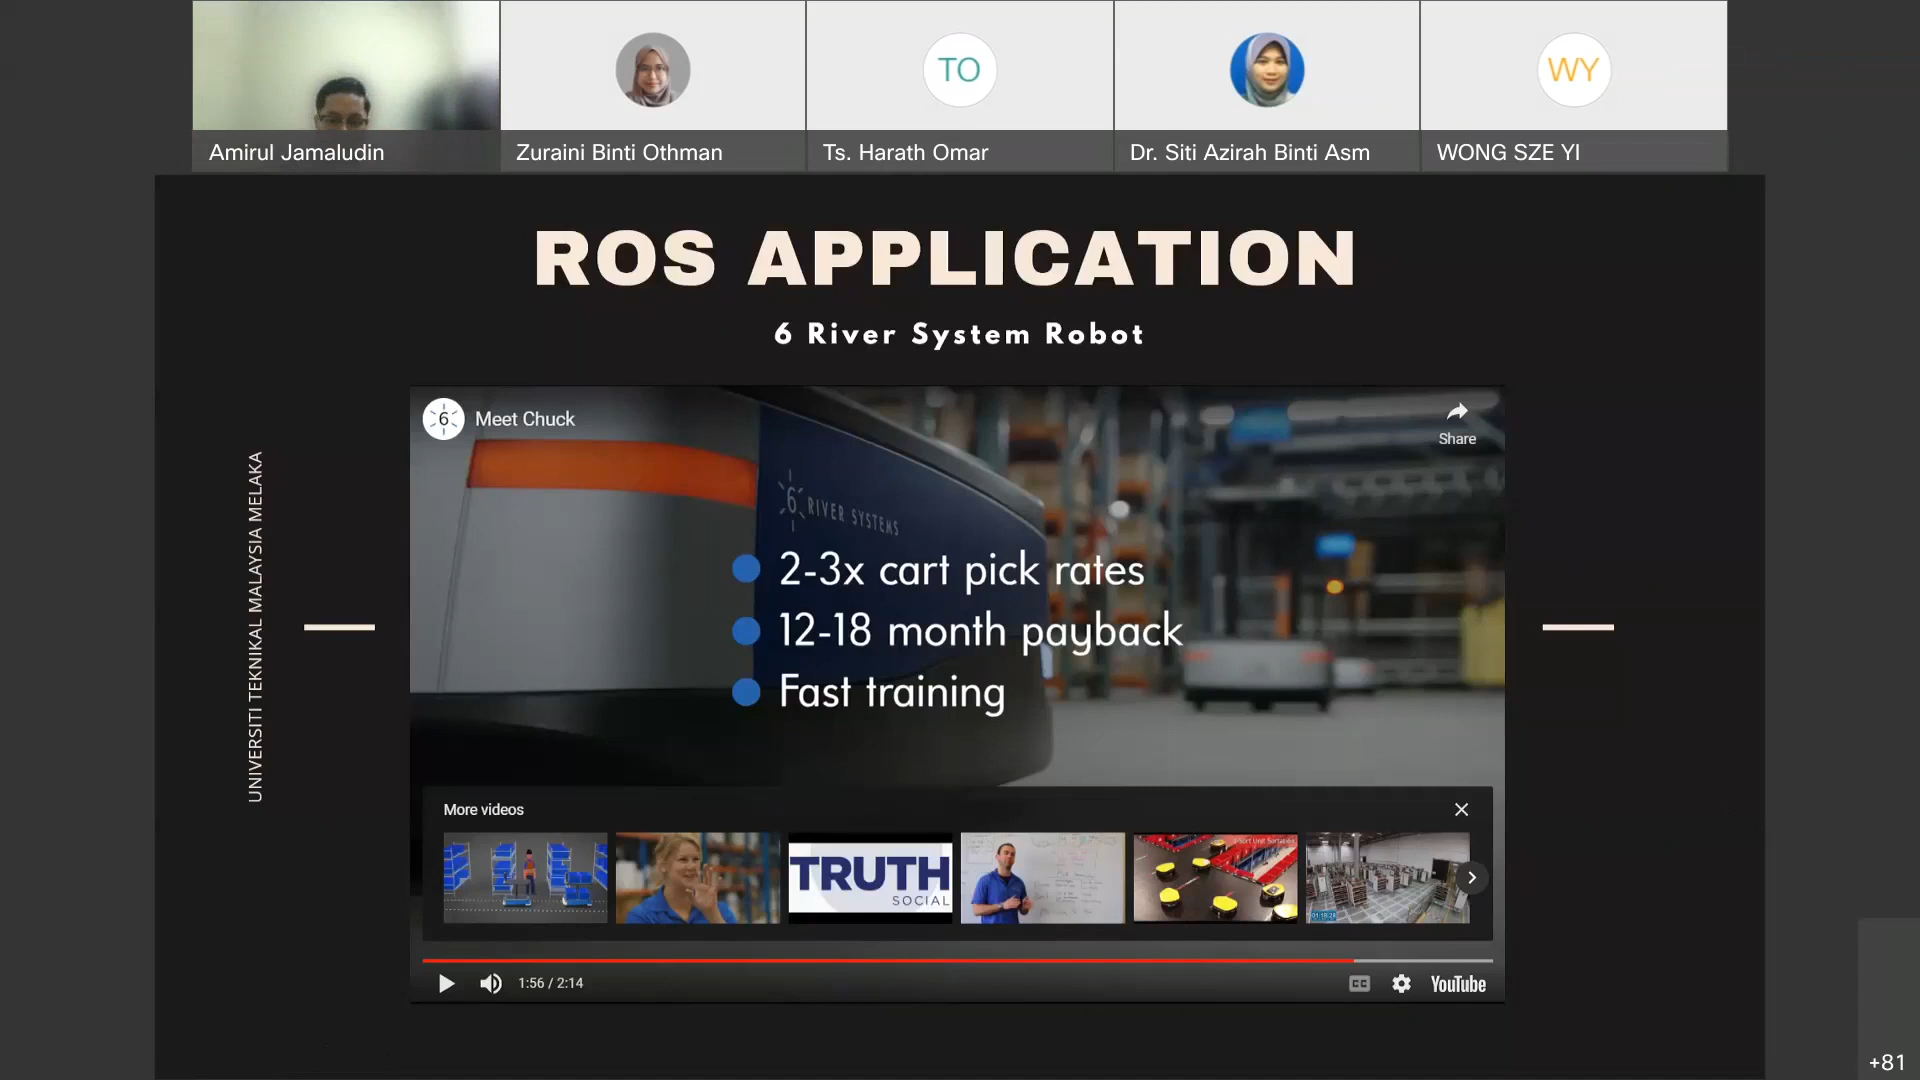 TO
WY
Amirul Jamaludin
Zuraini Binti Othman
Ts. Harath Omar
Dr. Siti Azirah Binti Asm
WONG SZE YI
ROS APPLICATION
6 River System Robot
UNIVERSITI TEKNIKAL MALAYSIA MELAKA
6
Meet Chuck
Share
6 RIVER SYSTEMS
2-3x cart pick rates
12-18 month payback
Fast training
More videos
TRUTH
SOCIAL
1:56 / 2:14
CC
YouTube
+81